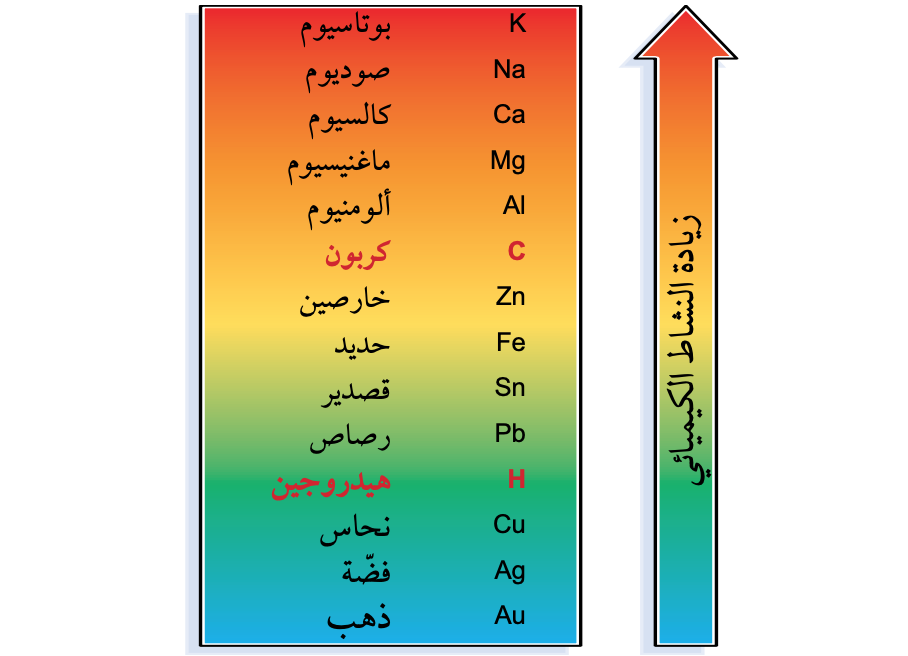 بوتاسيوم K
صوديوم Na
كالسيوم Ca
ماغنيسيوم Mg
ألومنيوم Al
كربون C
خارصين Zn
حديد Fe
قصدير Sn
رصاص Pb
هيدروجين H
نحاس Cu
فضّة Ag
ذهب Au
زيادة النشاط الكيميائي